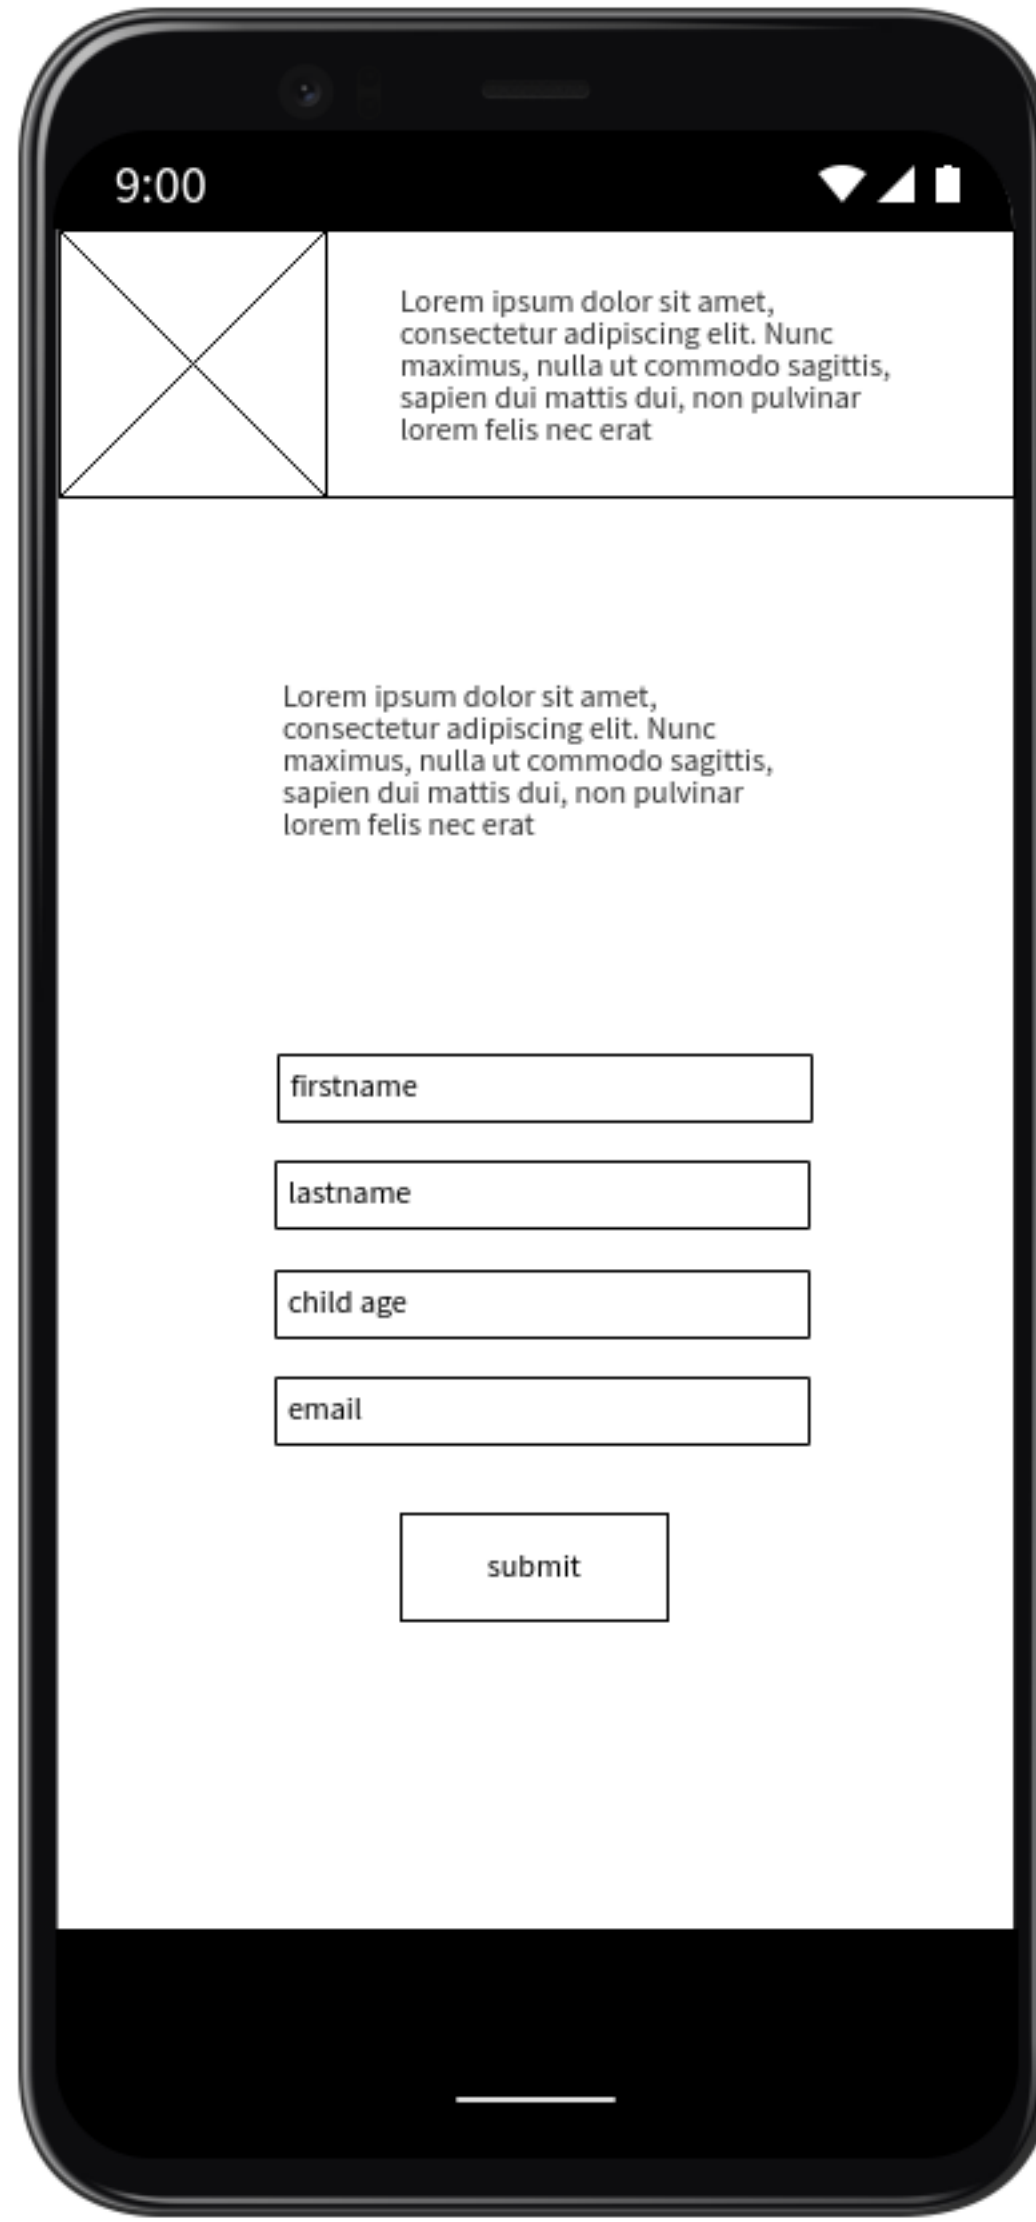 9:00
Lorem ipsum dolor sit amet,
consectetur adipiscing elit. Nunc
maximus, nulla ut commodo sagittis,
sapien dui mattis dui, non pulvinar
lorem felis nec erat
Lorem ipsum dolor sit amet,
consectetur adipiscing elit. Nunc
maximus, nulla ut commodo sagittis,
sapien dui mattis dui, non pulvinar
lorem felis nec erat
firstname
lastname
child age
email
submit